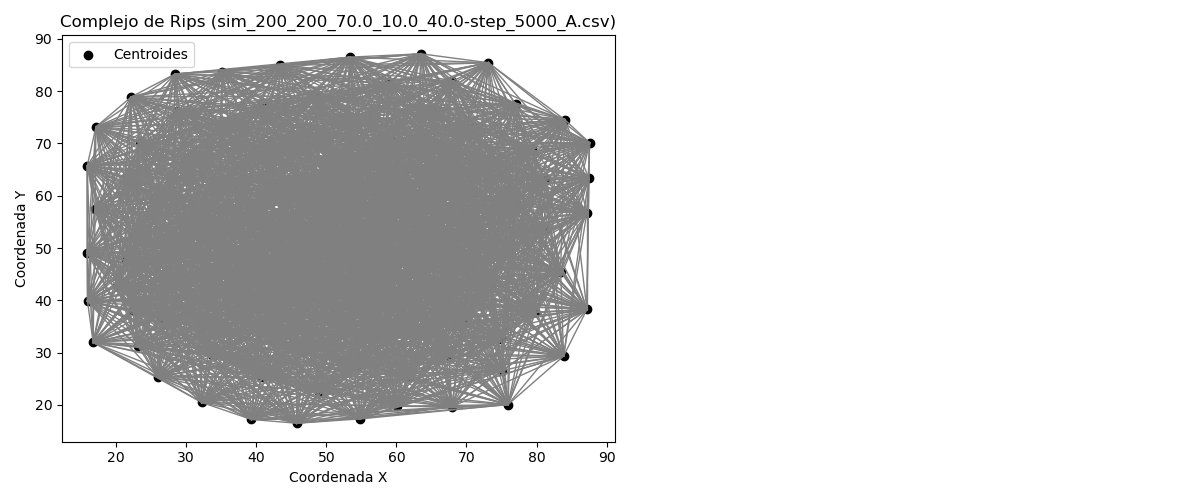 Complejo de Rips (sim_200_200_70.0_10.0_40.0-step_5000_A.csv)
Centroides
Coordenada Y
90
80
70
60
50
40
30
20
20 30 40 50 60 70 80 90
Coordenada X